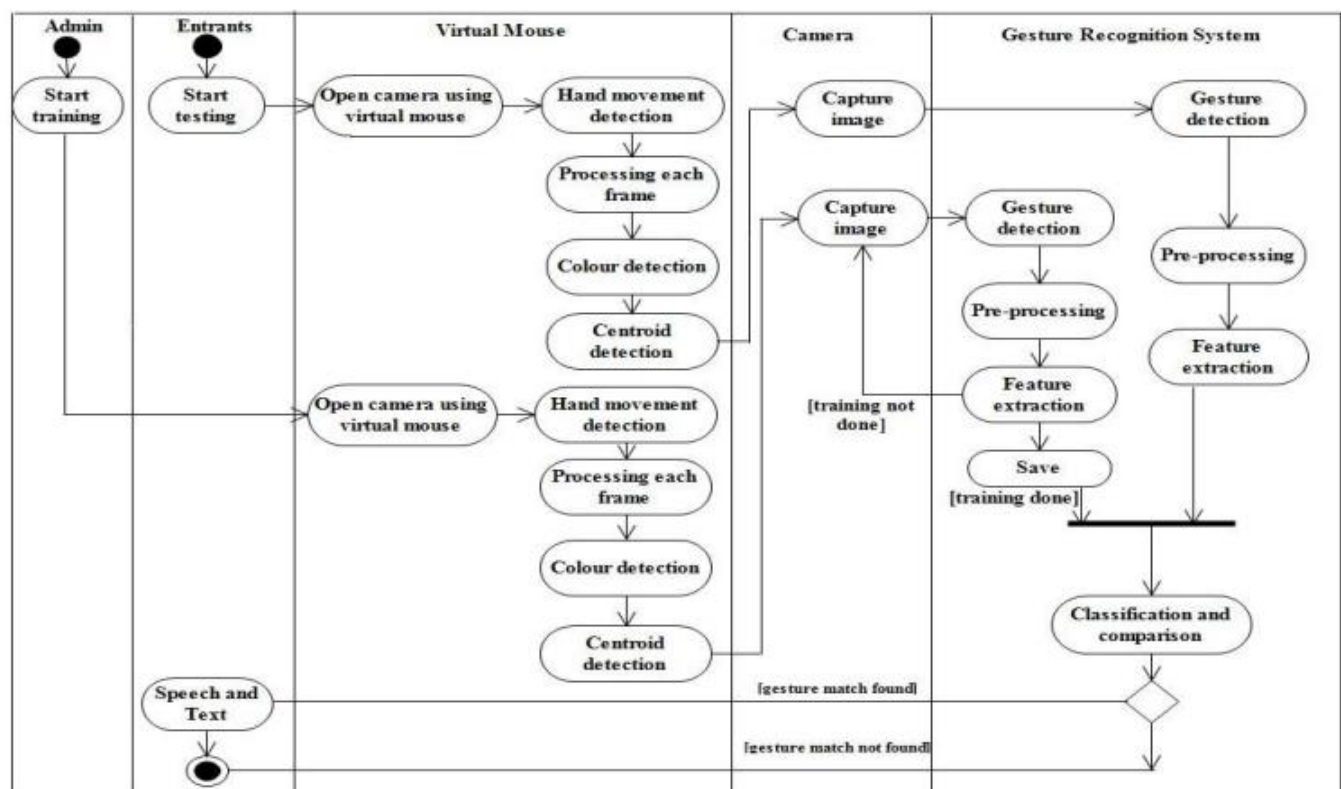 Admin
Entrants
Virtual Mouse
Camera
Gesture Recognition System
Start
training
Start
testing
Open camera using
virtual mouse
Hand movement
detection
Capture
image
Gesture
detection
Processing each
frame
Capture
image
Gesture
detection
Pre-processing
Colour detection
Pre-processing
Centroid
detection
Feature
extraction
Open camera using
virtual mouse
Hand movement
detection
[training not
done]
Feature
extraction
Processing each
frame
Save
[training done]
Colour detection
Classification and
comparison
Centroid
detection
Speech and
Text
[gesture match found]
[gesture match not found]